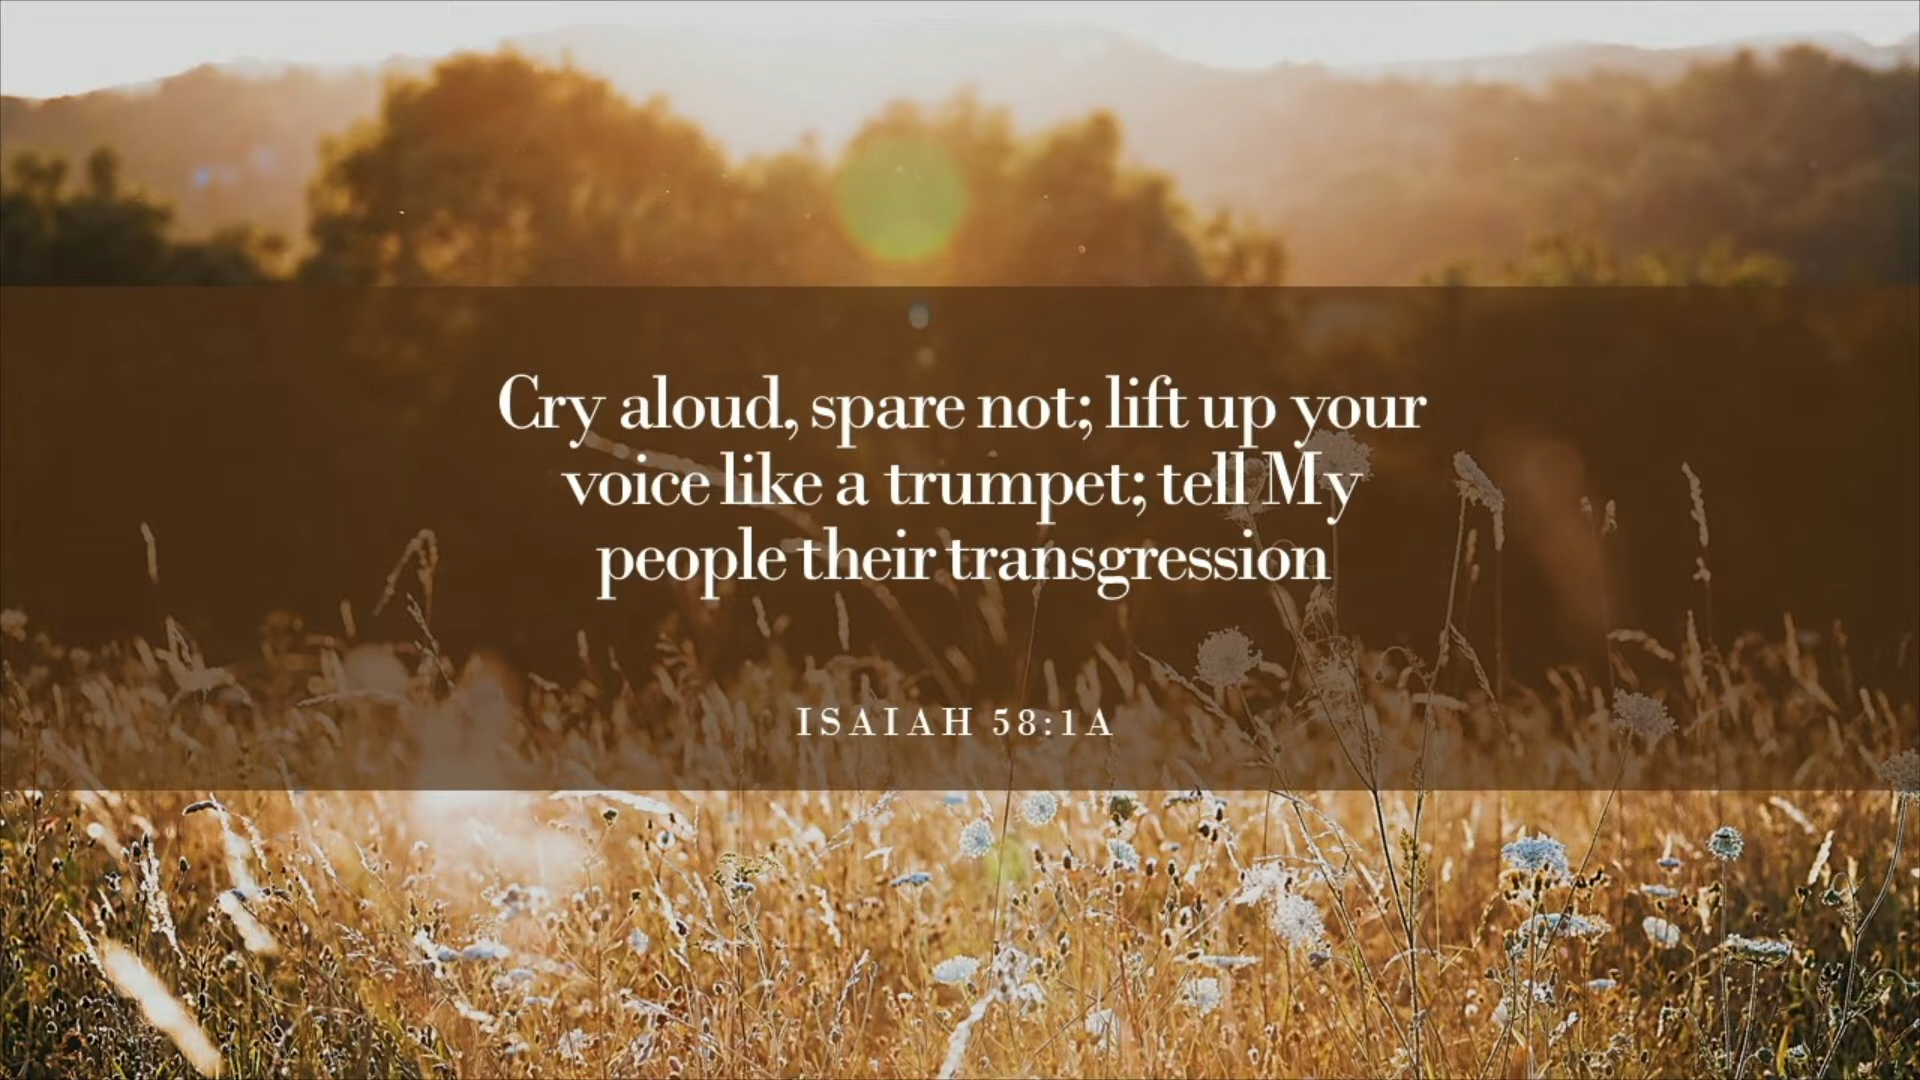 Cry aloud, spare not; lift up your
voice like a trumpet; tell My
people their transgression
ISAIAH 58:1A